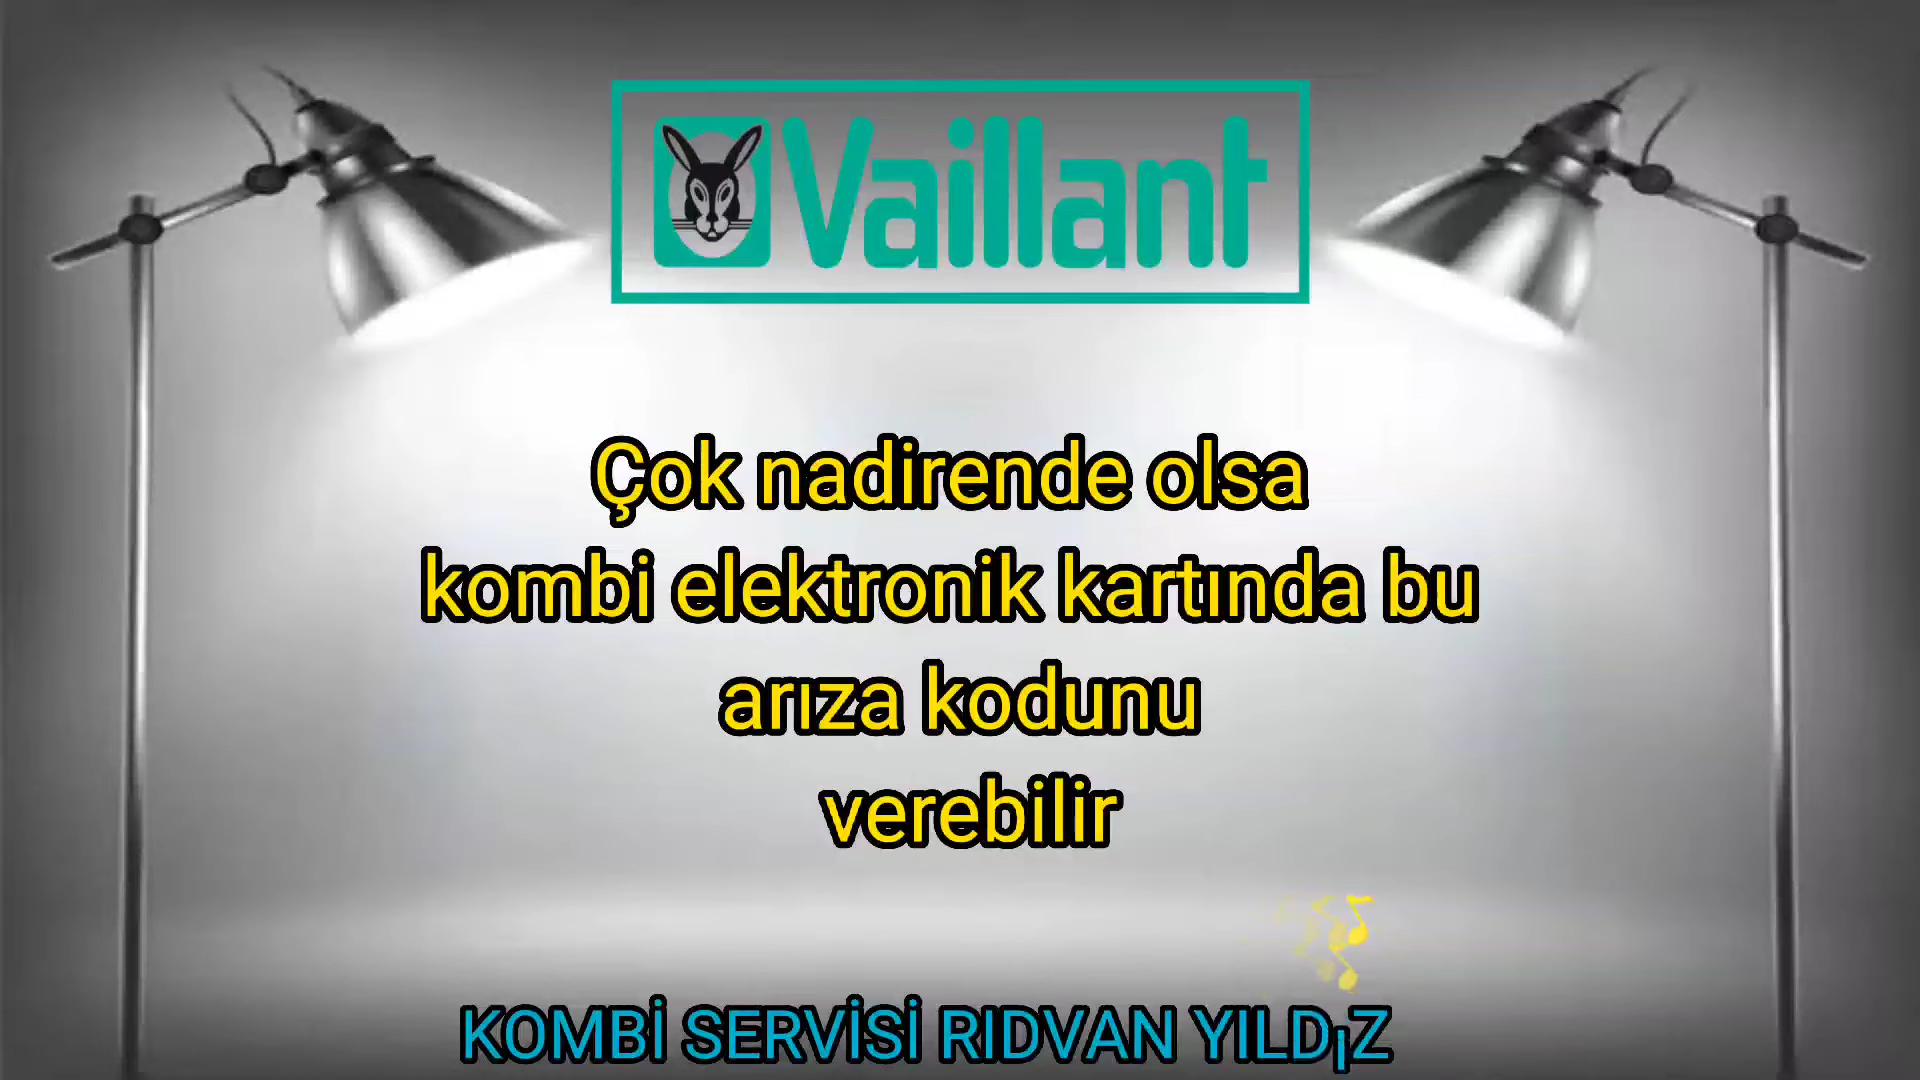 Vaillant
Çok nadirende olsa
kombi elektronik kartında bu
arıza kodunu
verebilir
KOMBİ SERVİSİ RIDVAN YILDıZ